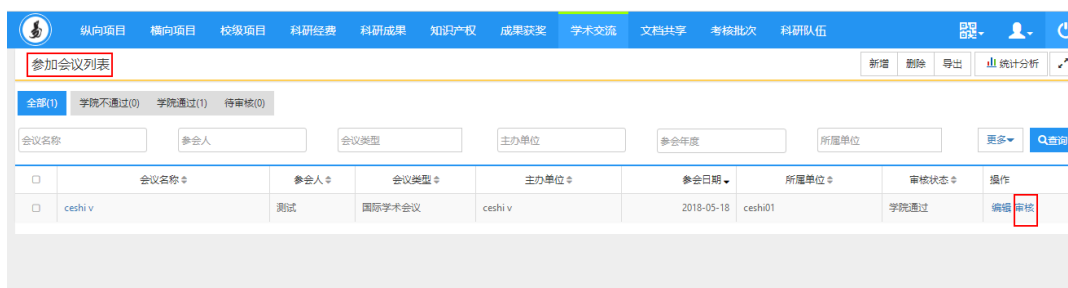 纵向项目 横向项目 校级项目 科研经费 科研成果 知识产权 成果获奖 学术交流 文档共享 考核批次 科研队伍
参加会议列表 新增 删除 导出 统计分析
全部(1) 学院不通过(0) 学院通过(1) 待审核(0)
会议名称 参会人 会议类型 主办单位 参会年度 所属单位 更多 查询
会议名称 参会人 会议类型 主办单位 参会日期 所属单位 审核状态 操作
ceshi v 测试 国际学术会议 ceshi v 2018-05-18 ceshi01 学院通过 编辑 审核